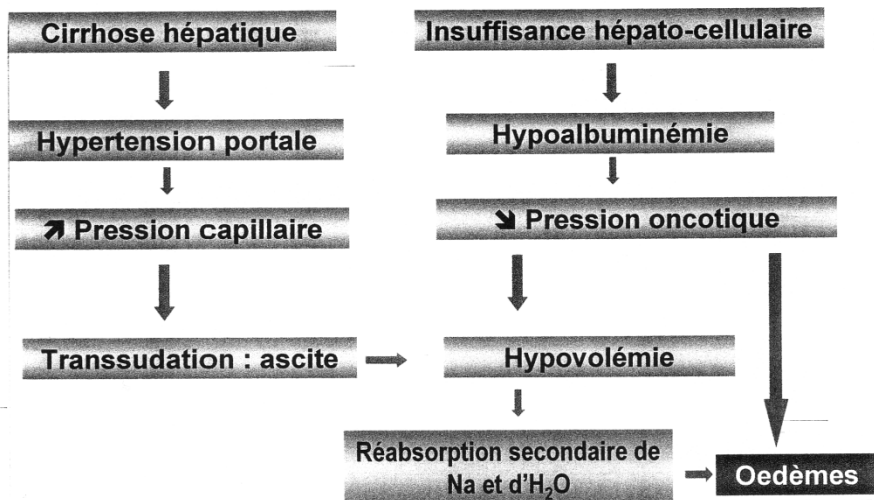 Cirrhose hépatique
Insuffisance hépato-cellulaire
Hypertension portale
Hypoalbuminémie
↗ Pression capillaire
↘ Pression oncotique
Transsudation : ascite
Hypovolémie
Réabsorption secondaire de
Na et d'H₂O
Oedèmes